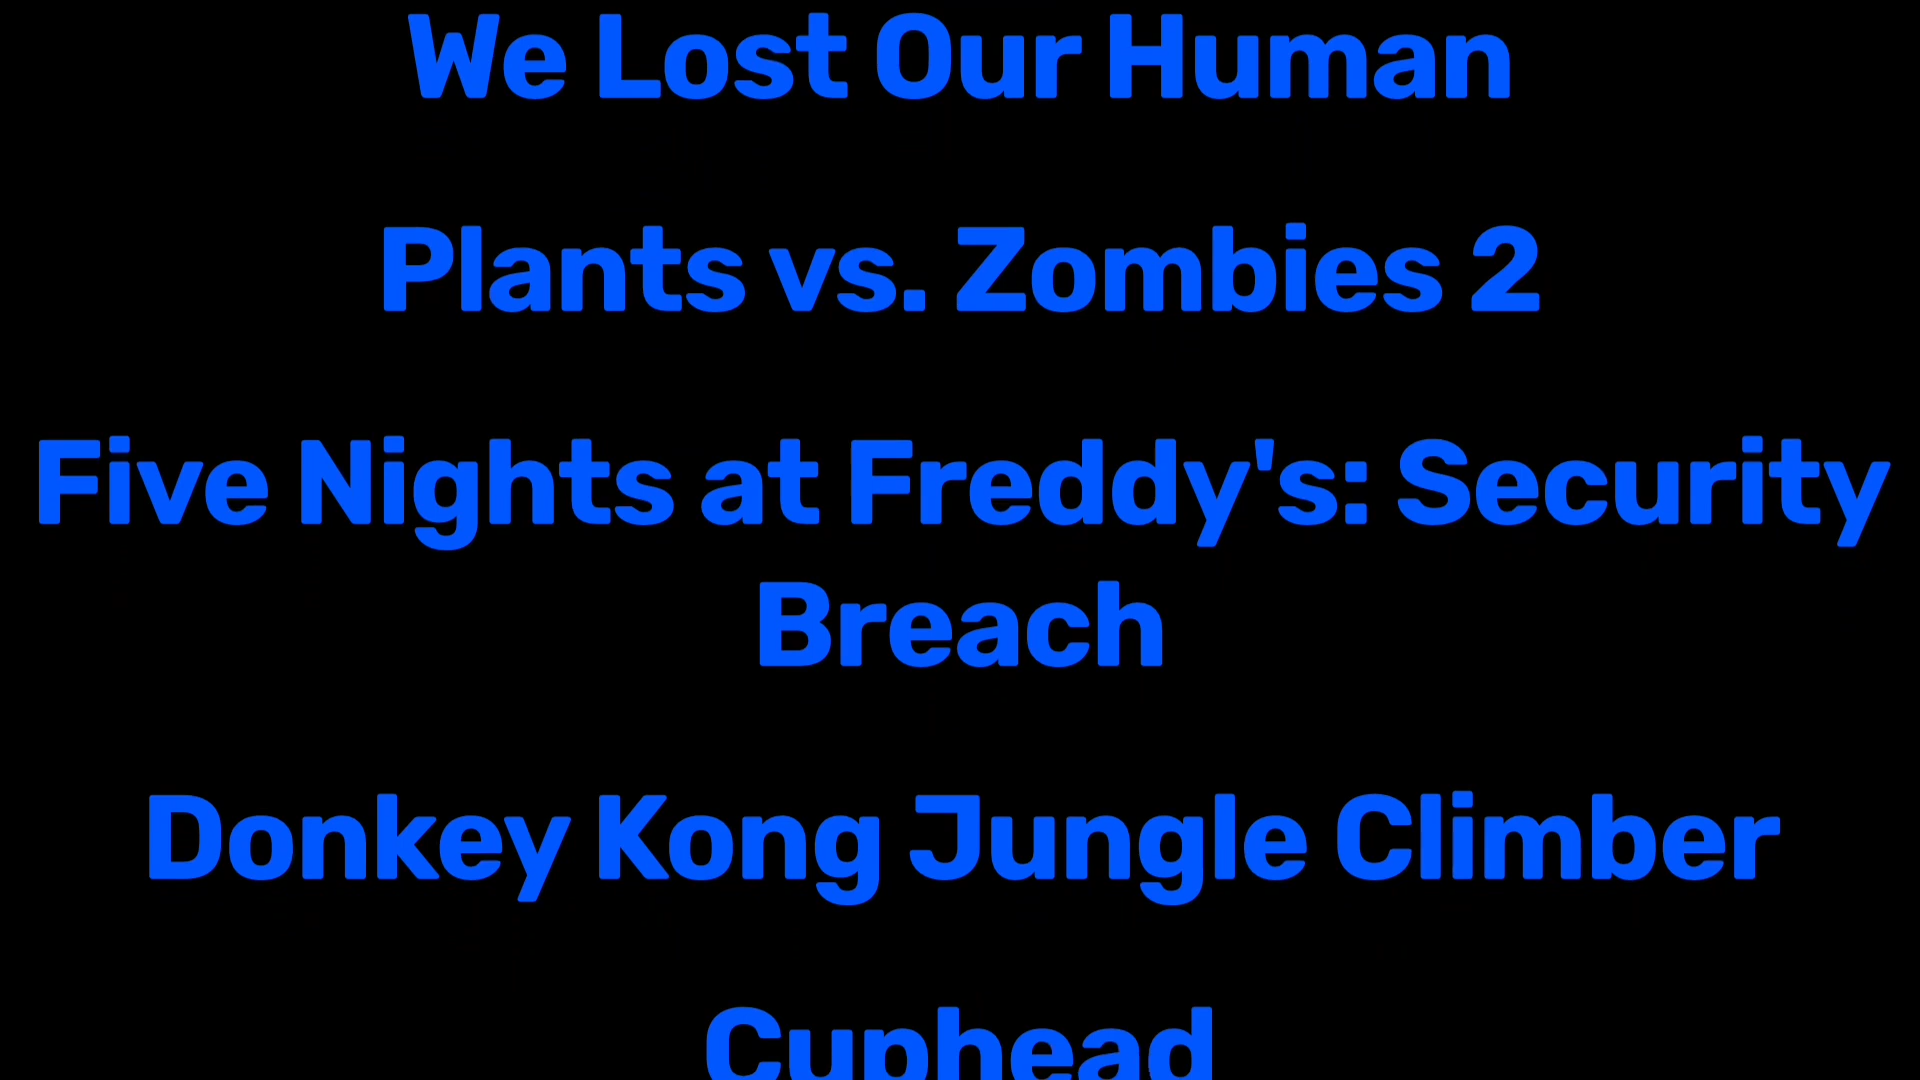 We Lost Our Human
Plants vs. Zombies 2
Five Nights at Freddy's: Security
Breach
Donkey Kong Jungle Climber
Cuphead